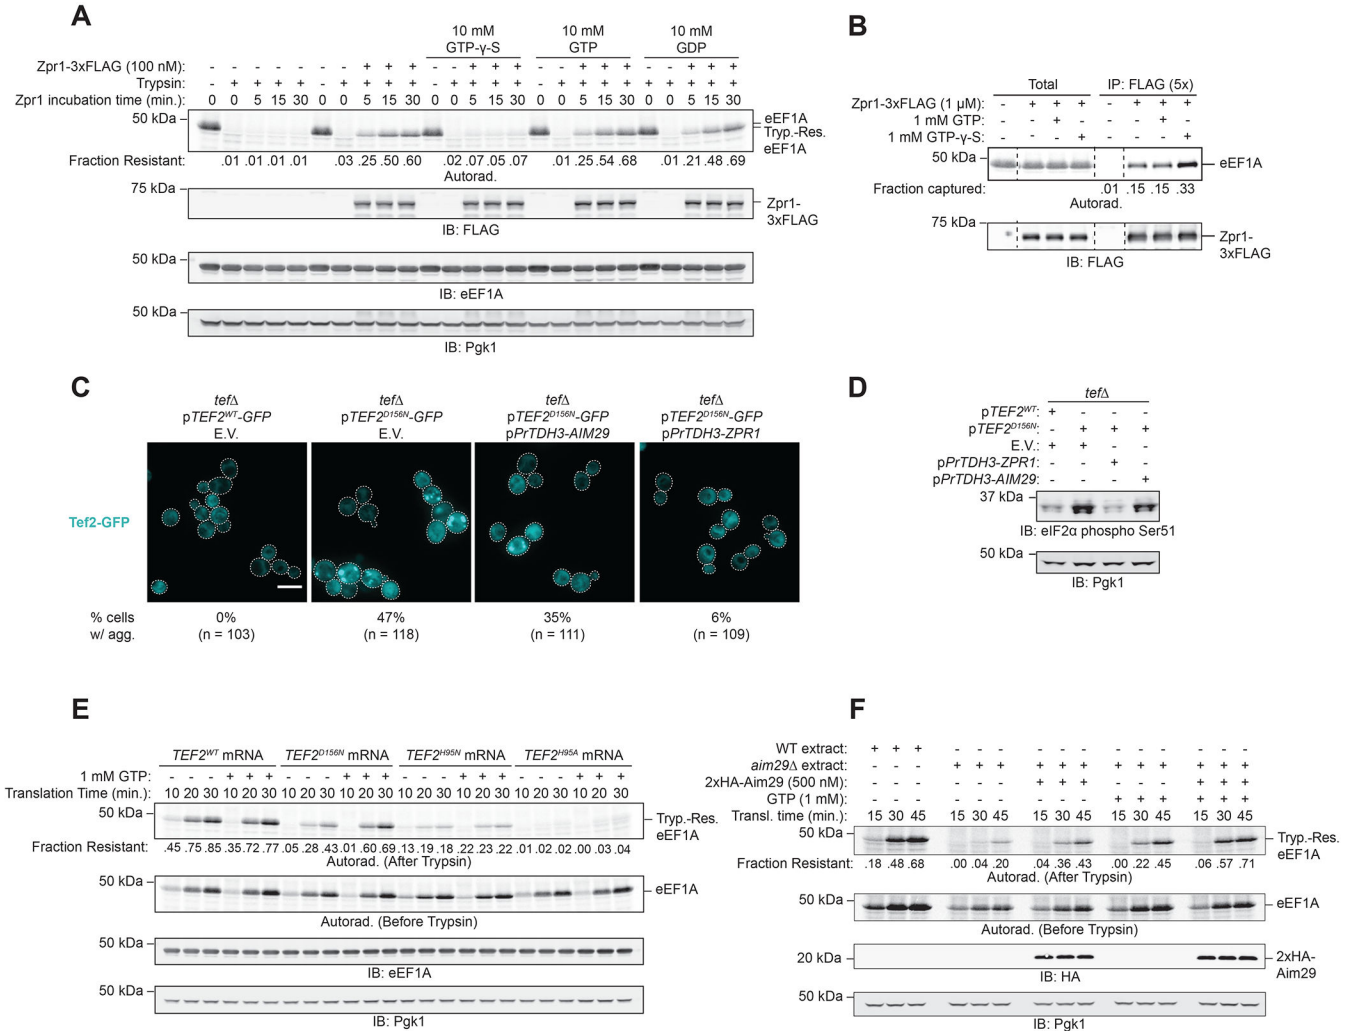 A
10 mM
GTP-γ-S
10 mM
GTP
10 mM
GDP
Zpr1-3xFLAG (100 nM): - - - - - - - + + + - - + + + - - + + + - - + + +
Trypsin: - + + + + - + + + + - + + + + - + + + + - + + + +
Zpr1 incubation time (min.): 0 0 5 15 30 0 0 5 15 30 0 0 5 15 30 0 0 5 15 30 0 0 5 15 30
50 kDa
eEF1A
Tryp.-Res.
eEF1A
Fraction Resistant: .01 .01 .01 .01 .03 .25 .50 .60 .02 .07 .05 .07 .01 .25 .54 .68 .01 .21 .48 .69
Autorad.
75 kDa
Zpr1-
3xFLAG
IB: FLAG
50 kDa
IB: eEF1A
50 kDa
IB: Pgk1
B
Total
IP: FLAG (5x)
Zpr1-3xFLAG (1 µM): - + + + - + + +
1 mM GTP: - - + - - - + -
1 mM GTP-γ-S: - - - + - - - +
50 kDa
eEF1A
Fraction captured: .01 .15 .15 .33
Autorad.
75 kDa
Zpr1-
3xFLAG
IB: FLAG
C
tefΔ
pTEF2WT-GFP
E.V.
tefΔ
pTEF2D156N-GFP
E.V.
tefΔ
pTEF2D156N-GFP
pPrTDH3-AIM29
tefΔ
pTEF2D156N-GFP
pPrTDH3-ZPR1
Tef2-GFP
% cells
w/ agg.
0%
(n = 103)
47%
(n = 118)
35%
(n = 111)
6%
(n = 109)
D
tefΔ
pTEF2WT: + - - -
pTEF2D156N: - + + +
E.V.: + + - -
pPrTDH3-ZPR1: - - + -
pPrTDH3-AIM29: - - - +
37 kDa
IB: eIF2α phospho Ser51
50 kDa
IB: Pgk1
E
TEF2WT mRNA
TEF2D156N mRNA
TEF2H95N mRNA
TEF2H95A mRNA
1 mM GTP: - - - + + + - - - + + + - - - + + + - - - + + +
Translation Time (min.): 10 20 30 10 20 30 10 20 30 10 20 30 10 20 30 10 20 30 10 20 30 10 20 30
50 kDa
Tryp.-Res.
eEF1A
Fraction Resistant: .45 .75 .85 .35 .72 .77 .05 .28 .43 .01 .60 .69 .13 .19 .18 .22 .23 .22 .01 .02 .02 .00 .03 .04
Autorad. (After Trypsin)
50 kDa
eEF1A
Autorad. (Before Trypsin)
50 kDa
IB: eEF1A
50 kDa
IB: Pgk1
F
WT extract: + + + - - - - - - - - - - - -
aim29Δ extract: - - - + + + + + + + + + + + +
2xHA-Aim29 (500 nM): - - - - - - + + + - - - + + +
GTP (1 mM): - - - - - - - - - + + + + + +
Transl. time (min.): 15 30 45 15 30 45 15 30 45 15 30 45 15 30 45
50 kDa
Tryp.-Res.
eEF1A
Fraction Resistant: .18 .48 .68 .00 .04 .20 .04 .36 .43 .00 .22 .45 .06 .57 .71
Autorad. (After Trypsin)
50 kDa
eEF1A
Autorad. (Before Trypsin)
20 kDa
2xHA-
Aim29
IB: HA
50 kDa
IB: Pgk1